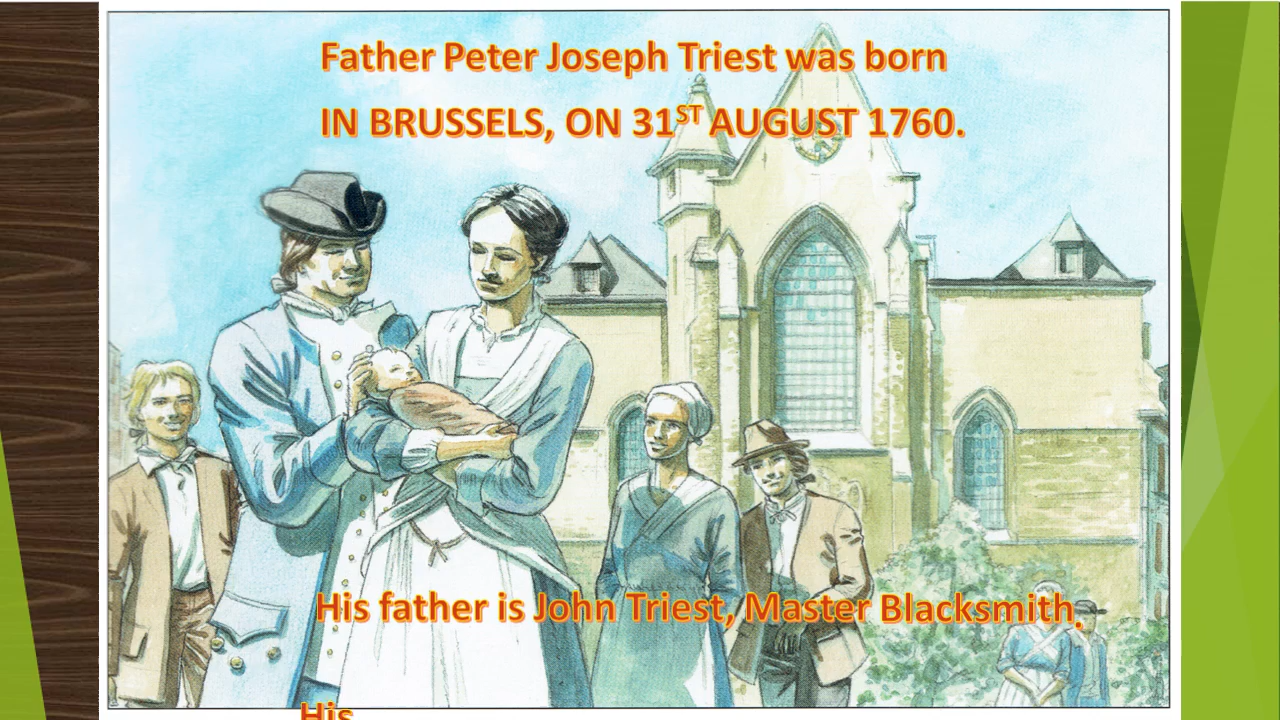 Father Peter Joseph Triest was born
IN BRUSSELS, ON 31ST AUGUST 1760.
His father is John Triest, Master Blacksmith.
His